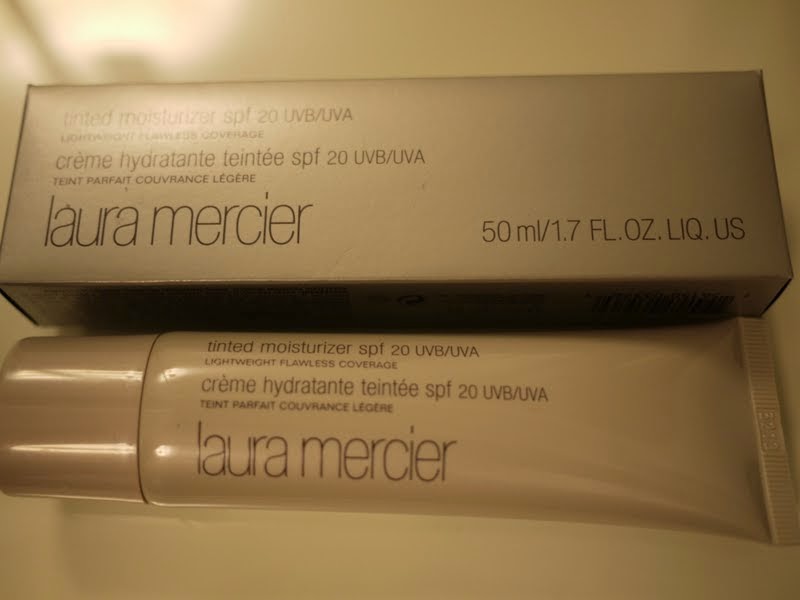 tinted moisturizer spf 20 UVB/UVA
LIGHTWEIGHT FLAWLESS COVERAGE
crème hydratante teintée spf 20 UVB/UVA
TEINT PARFAIT COUVRANCE LÉGÈRE
laura mercier
50 ml/1.7 FL.OZ. LIQ. US
tinted moisturizer spf 20 UVB/UVA
LIGHTWEIGHT FLAWLESS COVERAGE
crème hydratante teintée spf 20 UVB/UVA
TEINT PARFAIT COUVRANCE LÉGÈRE
laura mercier